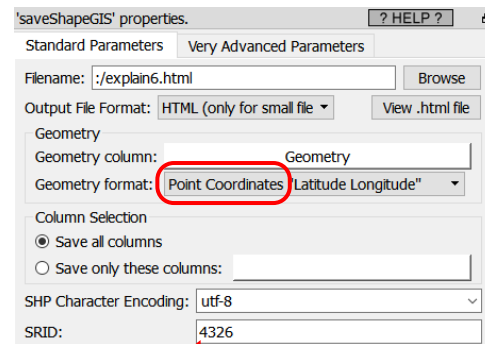 'saveShapeGIS' properties. ? HELP ?
Standard Parameters Very Advanced Parameters
Filename: :/explain6.html Browse
Output File Format: HTML (only for small file View .html file
Geometry
Geometry column: Geometry
Geometry format: Point Coordinates "Latitude Longitude"
Column Selection
Save all columns
Save only these columns:
SHP Character Encoding: utf-8
SRID: 4326